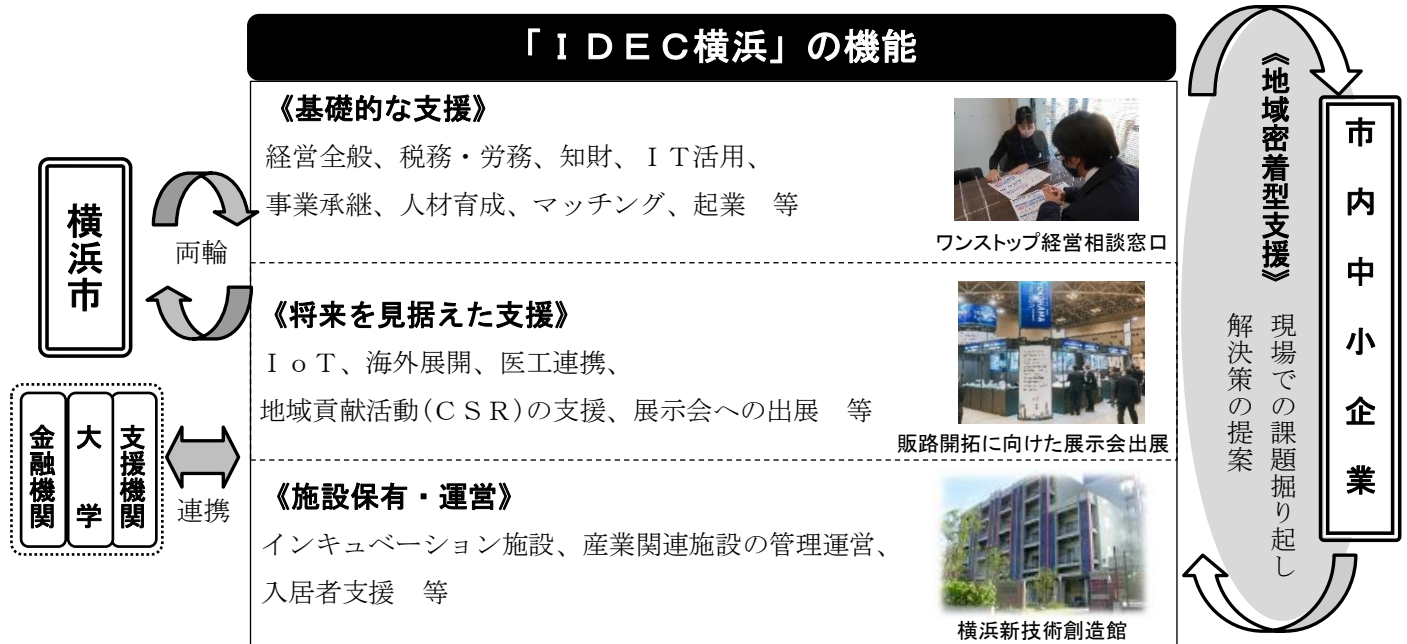 「ＩＤＥＣ横浜」の機能
横浜市
両輪
金融機関
大学
支援機関
連携
《基礎的な支援》
経営全般、税務・労務、知財、ＩＴ活用、
事業承継、人材育成、マッチング、起業　等
ワンストップ経営相談窓口
《将来を見据えた支援》
ＩｏＴ、海外展開、医工連携、
地域貢献活動(ＣＳＲ)の支援、展示会への出展　等
販路開拓に向けた展示会出展
《施設保有・運営》
インキュベーション施設、産業関連施設の管理運営、
入居者支援　等
横浜新技術創造館
《地域密着型支援》
現場での課題掘り起し
解決策の提案
市内中小企業